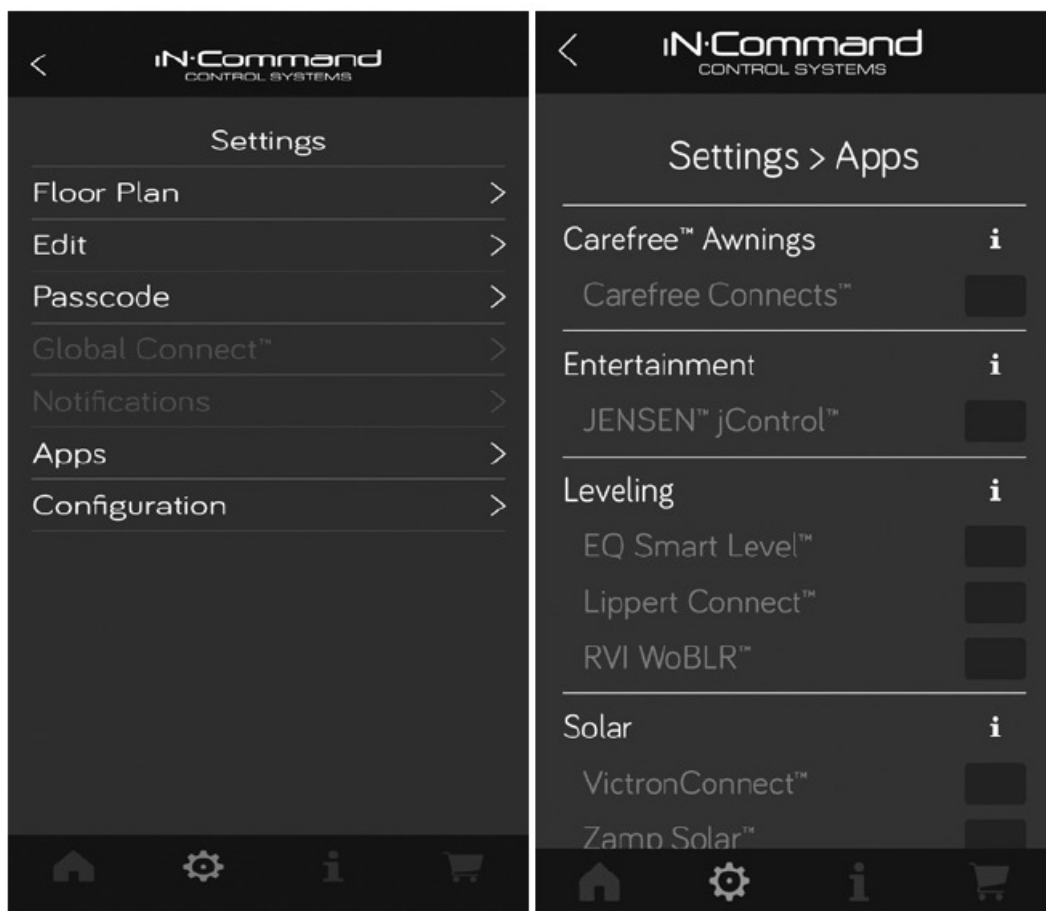 iN·Command
CONTROL SYSTEMS
Settings
Floor Plan
Edit
Passcode
Global Connect™
Notifications
Apps
Configuration
iN·Command
CONTROL SYSTEMS
Settings > Apps
Carefree™ Awnings
Carefree Connects™
Entertainment
JENSEN™ jControl™
Leveling
EQ Smart Level™
Lippert Connect™
RVI WoBLR™
Solar
VictronConnect™
Zamp Solar™